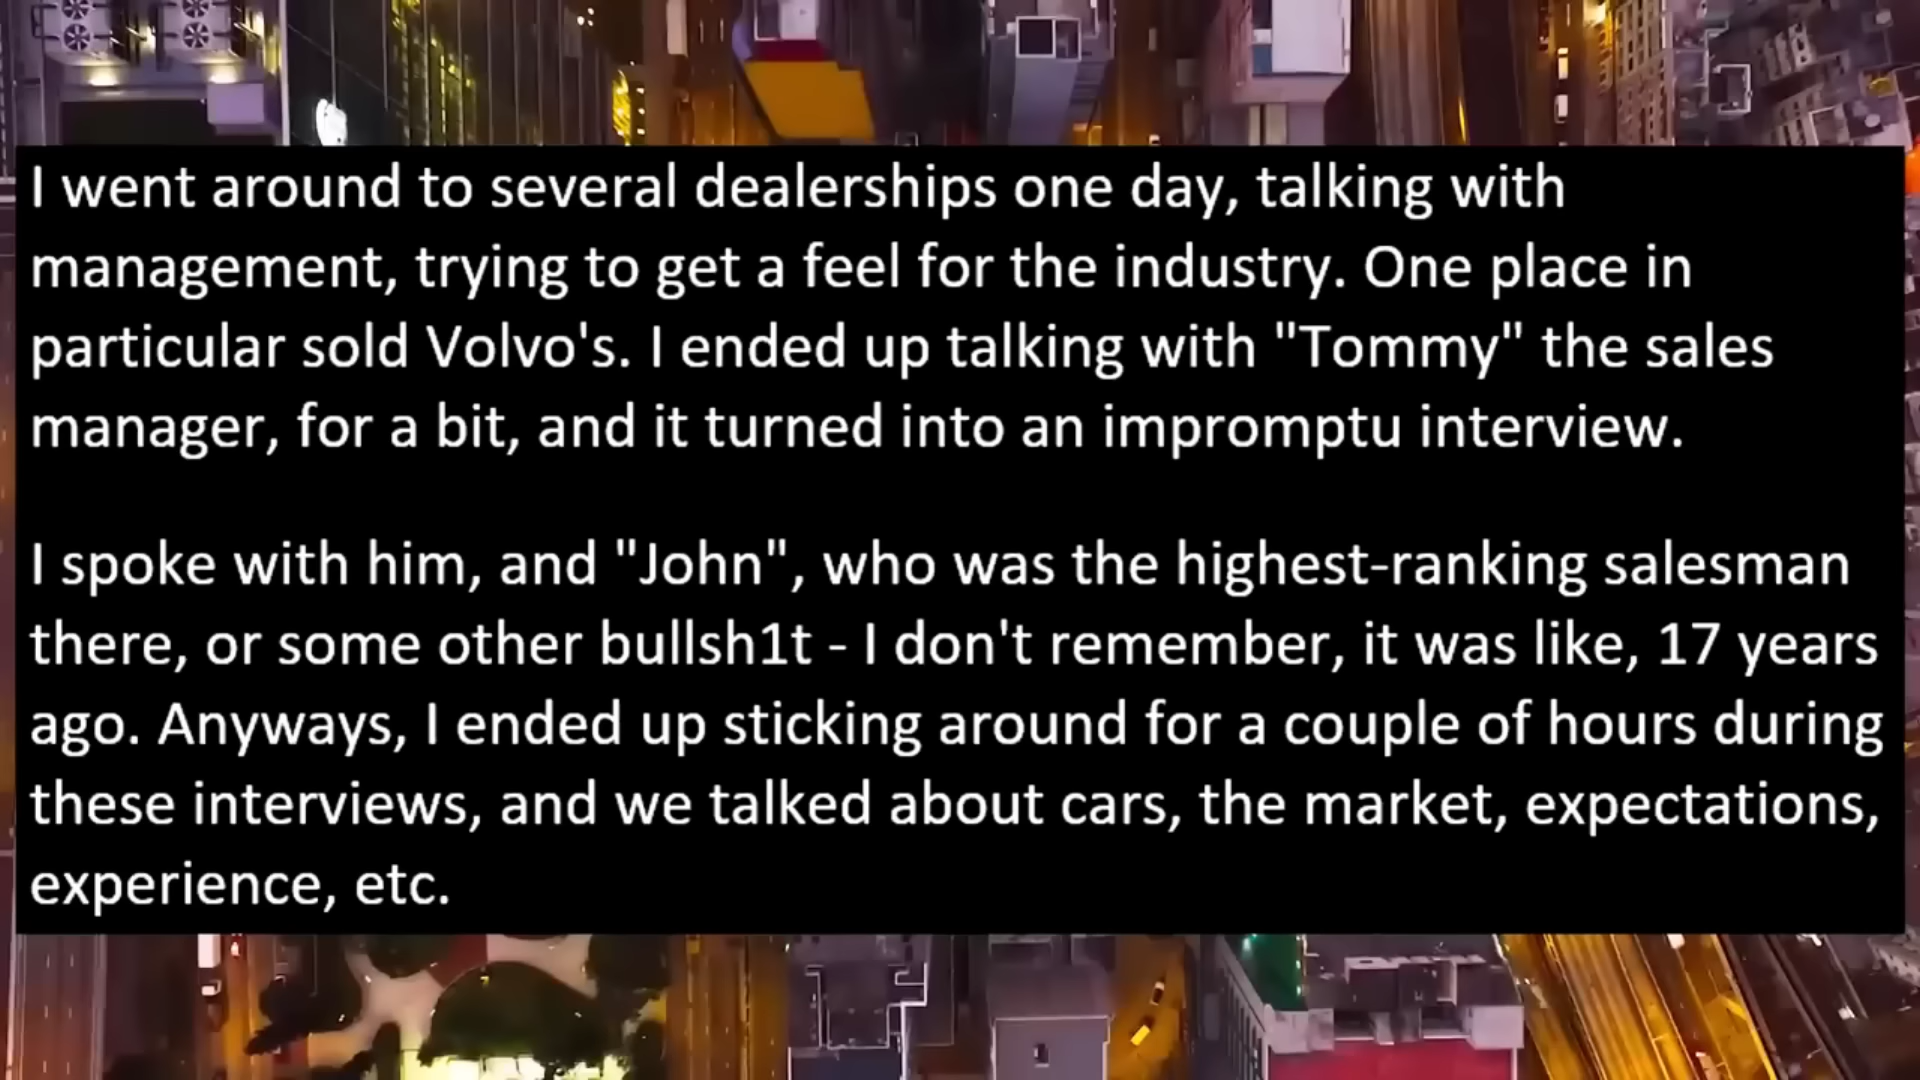 I went around to several dealerships one day, talking with
management, trying to get a feel for the industry. One place in
particular sold Volvo's. I ended up talking with "Tommy" the sales
manager, for a bit, and it turned into an impromptu interview.
I spoke with him, and "John", who was the highest-ranking salesman
there, or some other bullsh1t - I don't remember, it was like, 17 years
ago. Anyways, I ended up sticking around for a couple of hours during
these interviews, and we talked about cars, the market, expectations,
experience, etc.